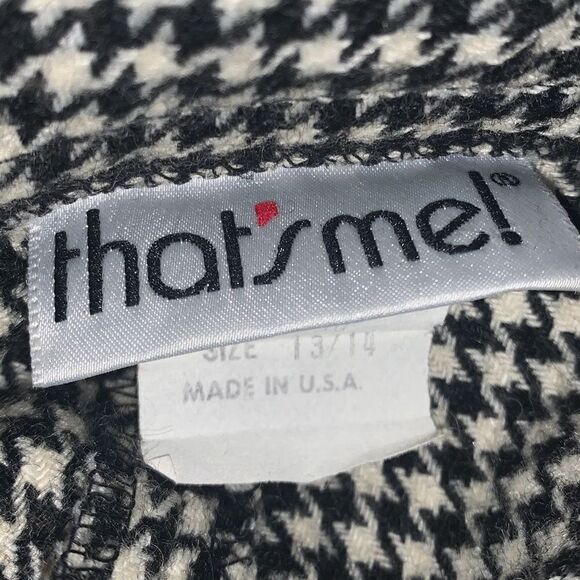 that'sme!®
SIZE 13/14
MADE IN U.S.A.